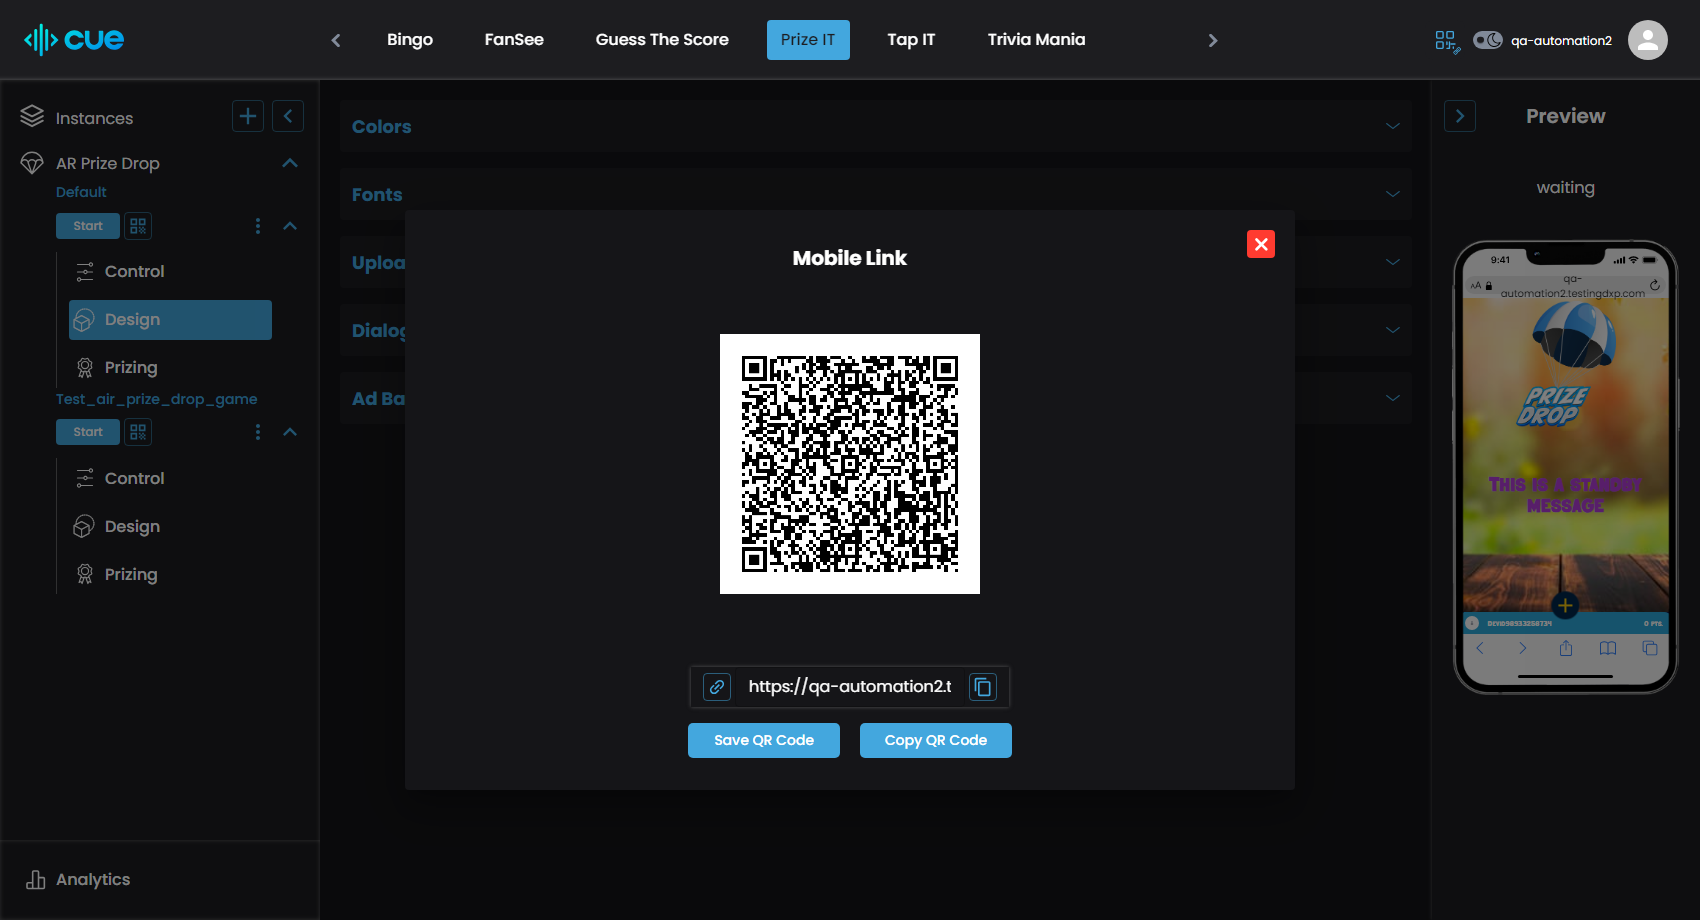 cue
Bingo
FanSee
Guess The Score
Prize IT
Tap IT
Trivia Mania
qa-automation2
Instances
AR Prize Drop
Default
Start
Control
Design
Prizing
Test_air_prize_drop_game
Start
Control
Design
Prizing
Analytics
Colors
Fonts
Uploa
Dialog
Ad Ba
Mobile Link
https://qa-automation2.t
Save QR Code
Copy QR Code
Preview
waiting
9:41
AA
qa-
automation2.testingdxp.com
PRIZE
DROP
THIS IS A STANDBY
MESSAGE
0 PTS.